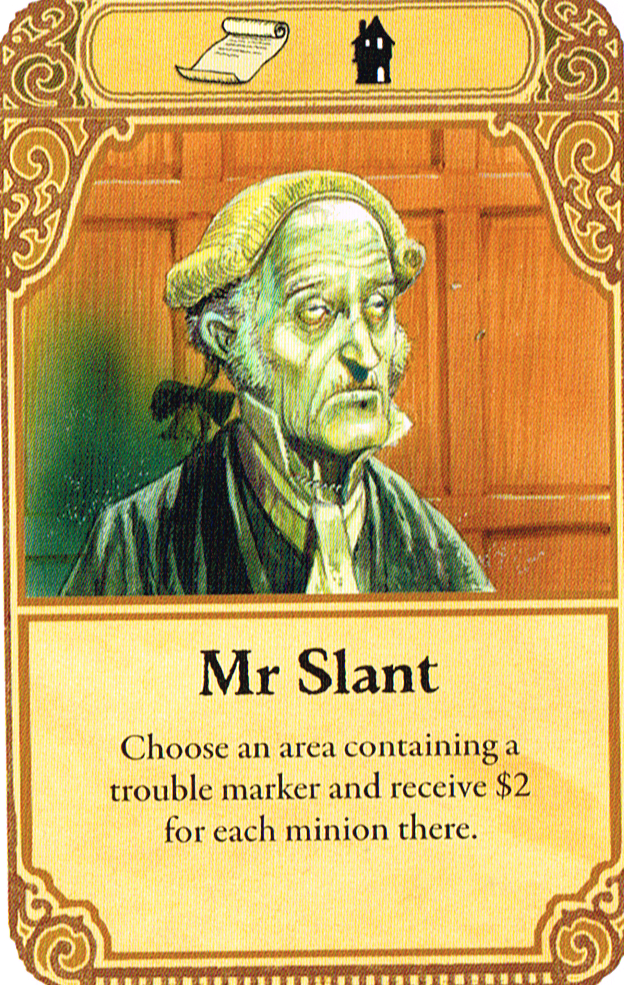 Mr Slant
Choose an area containing a
trouble marker and receive $2
for each minion there.